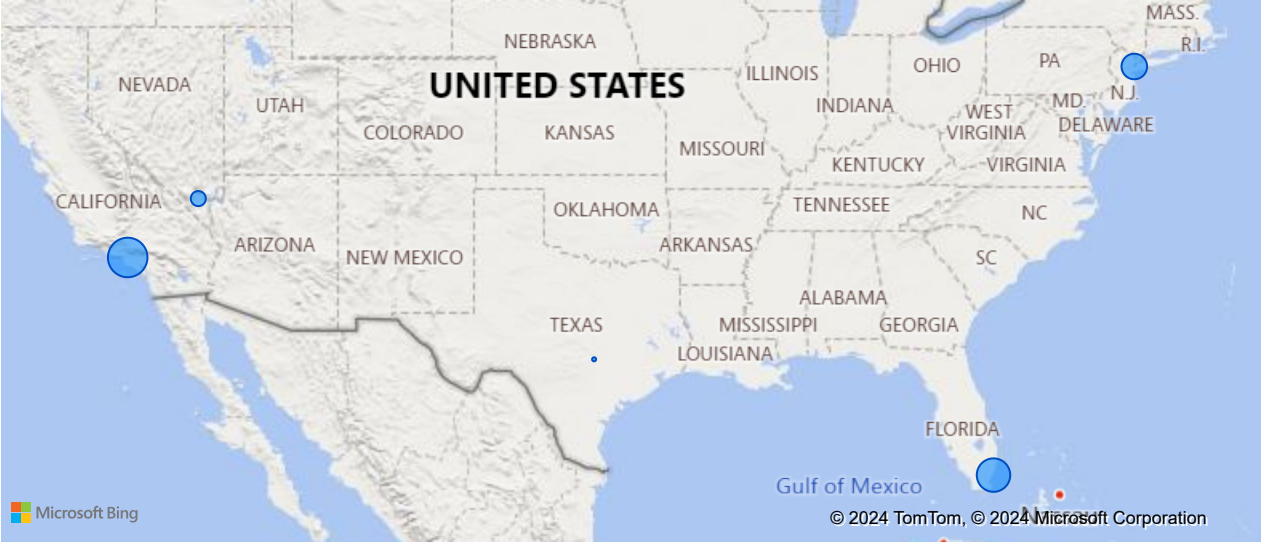 MASS.
NEBRASKA
R.I.
PA
OHIO
ILLINOIS
UNITED STATES
NEVADA
N.J.
UTAH
INDIANA
MD.
WEST
VIRGINIA
DELAWARE
COLORADO
KANSAS
MISSOURI
KENTUCKY
VIRGINIA
CALIFORNIA
OKLAHOMA
TENNESSEE
NC
ARIZONA
NEW MEXICO
ARKANSAS
SC
ALABAMA
TEXAS
MISSISSIPPI
GEORGIA
LOUISIANA
FLORIDA
Gulf of Mexico
Microsoft Bing
© 2024 TomTom, © 2024 Microsoft Corporation